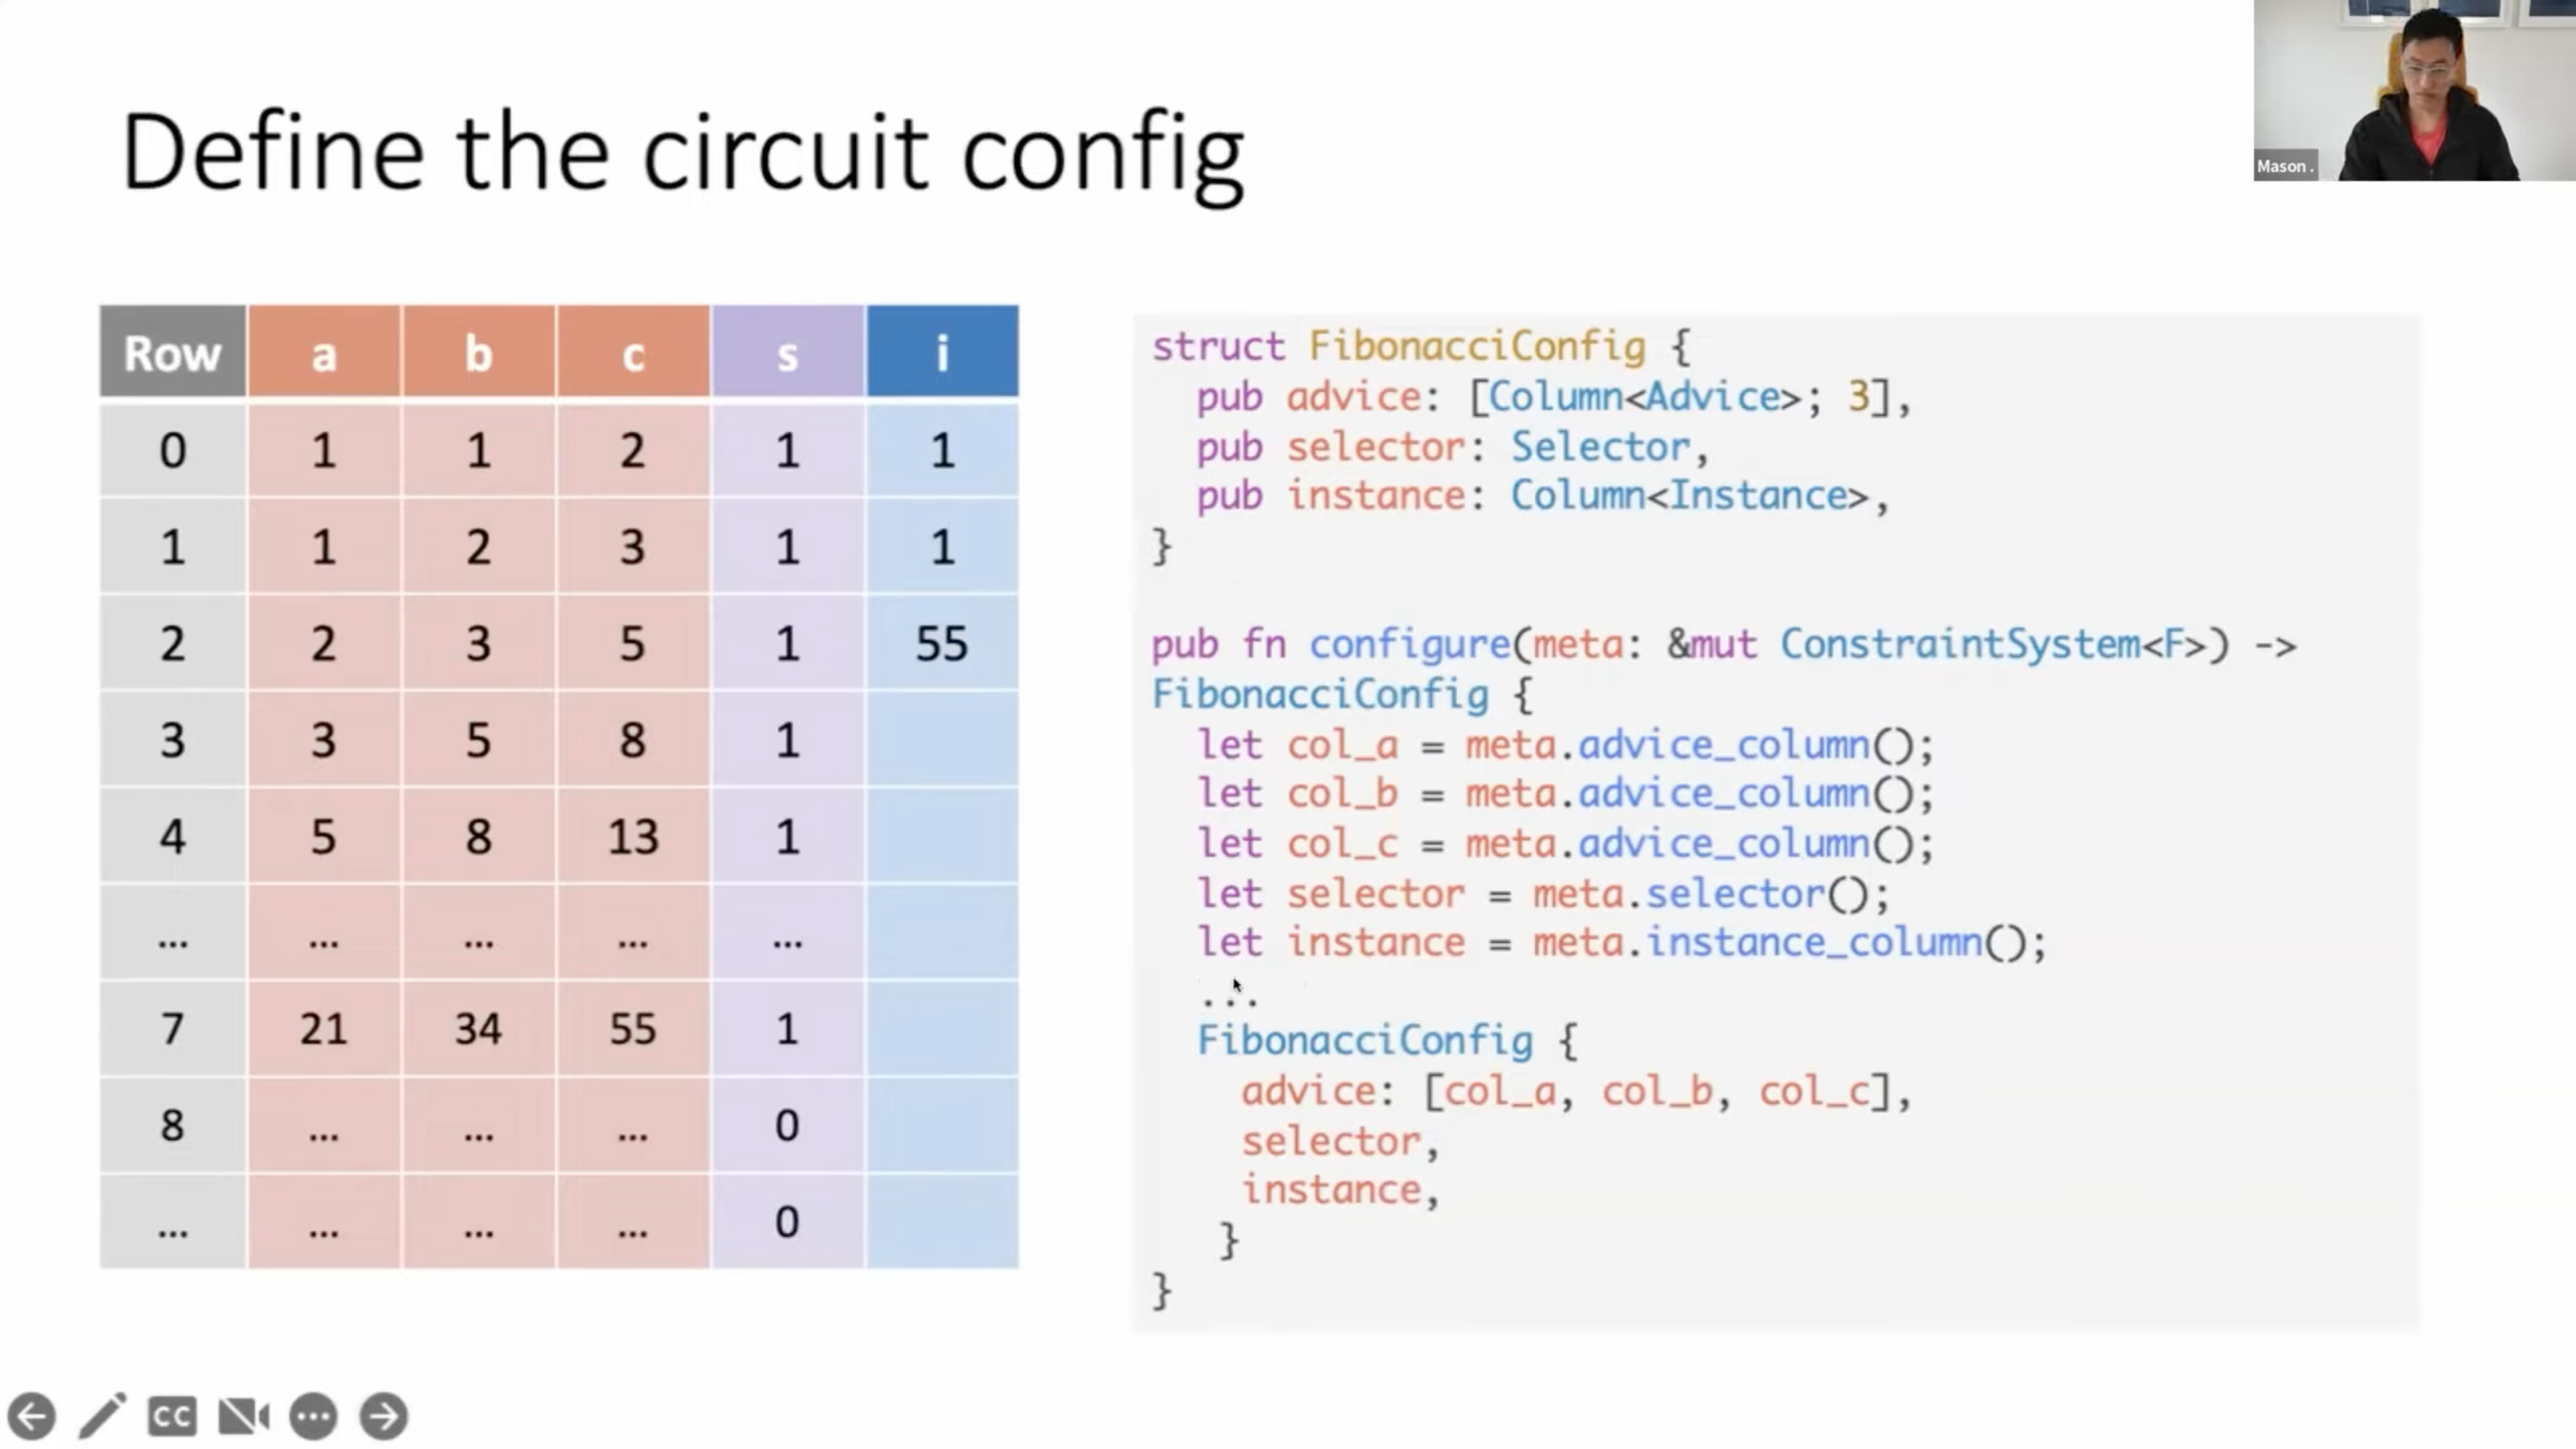 Define the circuit config
Mason .
Row a b c s i
0 1 1 2 1 1
1 1 2 3 1 1
2 2 3 5 1 55
3 3 5 8 1
4 5 8 13 1
... ... ... ... ...
7 21 34 55 1
8 ... ... ... 0
... ... ... ... 0
struct FibonacciConfig {
pub advice: [Column<Advice>; 3],
pub selector: Selector,
pub instance: Column<Instance>,
}
pub fn configure(meta: &mut ConstraintSystem<F>) ->
FibonacciConfig {
let col_a = meta.advice_column();
let col_b = meta.advice_column();
let col_c = meta.advice_column();
let selector = meta.selector();
let instance = meta.instance_column();
...
FibonacciConfig {
advice: [col_a, col_b, col_c],
selector,
instance,
}
}
CC